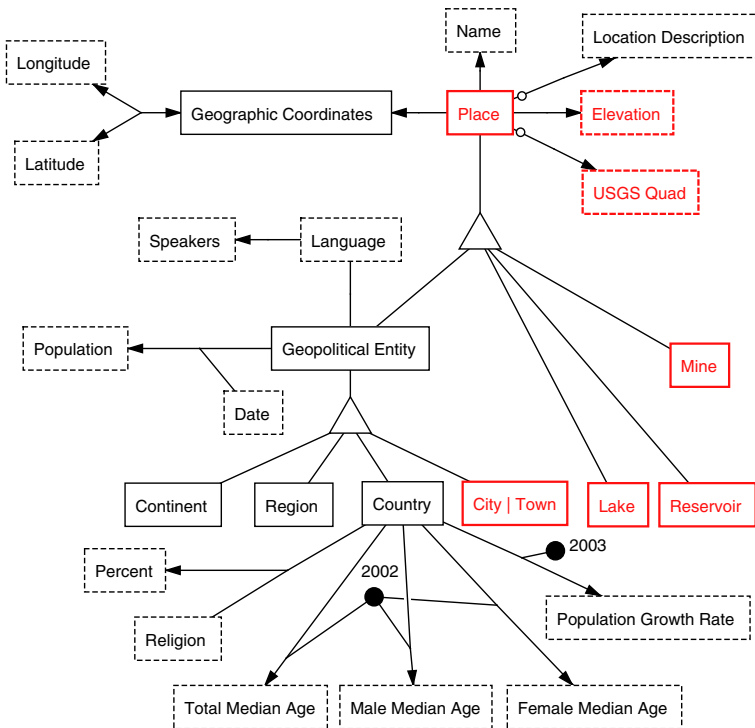 Name
Location Description
Longitude
Geographic Coordinates
Place
Elevation
Latitude
USGS Quad
Speakers
Language
Population
Geopolitical Entity
Mine
Date
Continent
Region
Country
City | Town
Lake
Reservoir
2003
Percent
2002
Population Growth Rate
Religion
Total Median Age
Male Median Age
Female Median Age